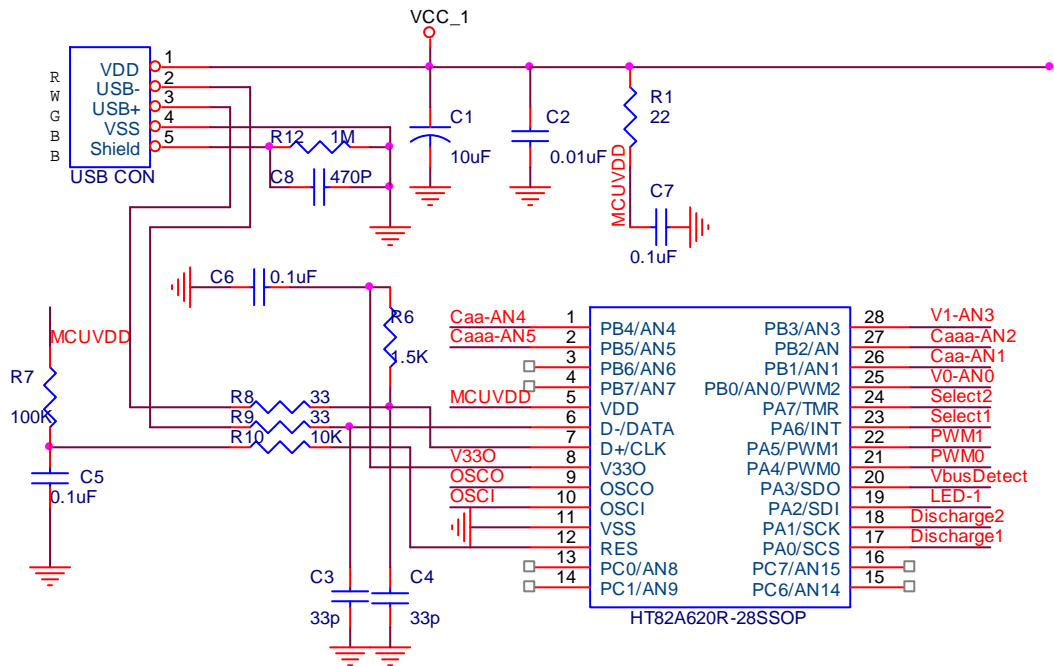 VCC_1
R
W
G
B
B
VDD 1
USB- 2
USB+ 3
VSS 4
Shield 5
USB CON
R12 1M
C8 470P
C1
10uF
C2
0.01uF
R1
22
MCUVDD
C7
0.1uF
C6 0.1uF
R6
1.5K
MCUVDD
R7
100K
C5
0.1uF
R8 33
R9 33
R10 10K
C3
33p
C4
33p
Caa-AN4 1 PB4/AN4
Caaa-AN5 2 PB5/AN5
3 PB6/AN6
4 PB7/AN7
MCUVDD 5 VDD
6 D-/DATA
7 D+/CLK
V33O 8 V33O
OSCO 9 OSCO
OSCI 10 OSCI
11 VSS
12 RES
13 PC0/AN8
14 PC1/AN9
PB3/AN3 28 V1-AN3
PB2/AN 27 Caaa-AN2
PB1/AN1 26 Caa-AN1
PB0/AN0/PWM2 25 V0-AN0
PA7/TMR 24 Select2
PA6/INT 23 Select1
PA5/PWM1 22 PWM1
PA4/PWM0 21 PWM0
PA3/SDO 20 VbusDetect
PA2/SDI 19 LED-1
PA1/SCK 18 Discharge2
PA0/SCS 17 Discharge1
PC7/AN15 16
PC6/AN14 15
HT82A620R-28SSOP